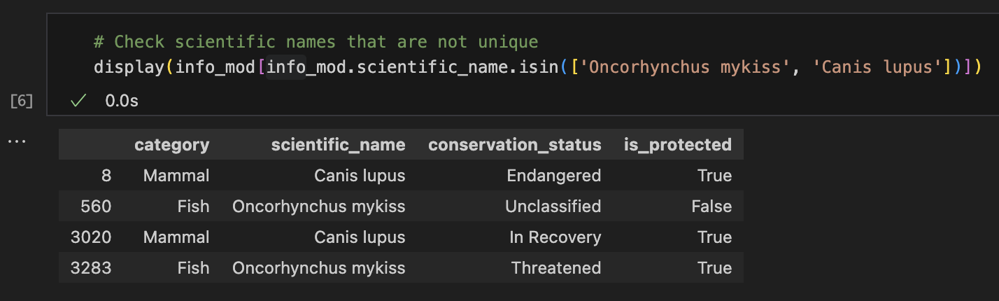 # Check scientific names that are not unique
display(info_mod[info_mod.scientific_name.isin(['Oncorhynchus mykiss', 'Canis lupus'])])
[6] 0.0s
...
category scientific_name conservation_status is_protected
8 Mammal Canis lupus Endangered True
560 Fish Oncorhynchus mykiss Unclassified False
3020 Mammal Canis lupus In Recovery True
3283 Fish Oncorhynchus mykiss Threatened True